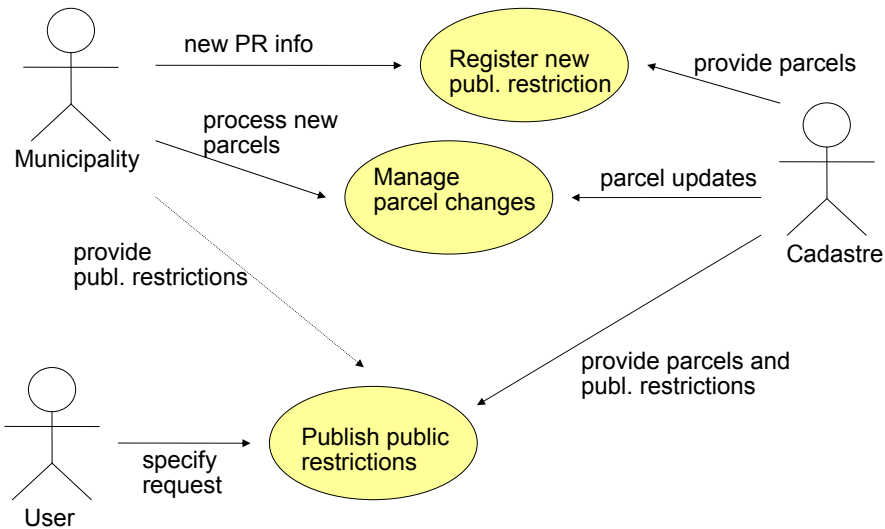 new PR info
Register new
publ. restriction
provide parcels
process new
parcels
Municipality
Manage
parcel changes
parcel updates
Cadastre
provide
publ. restrictions
provide parcels and
publ. restrictions
Publish public
restrictions
specify
request
User